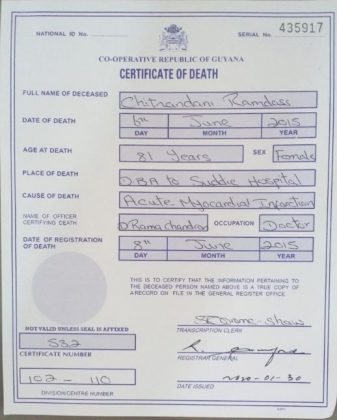 NATIONAL ID No. SERIAL No. 435917
CO-OPERATIVE REPUBLIC OF GUYANA
CERTIFICATE OF DEATH
FULL NAME OF DECEASED Chitnandani Ramdass
DATE OF DEATH 6th June 2015
DAY MONTH YEAR
AGE AT DEATH 81 Years SEX Female
PLACE OF DEATH D.B.A to Suddie Hospital
CAUSE OF DEATH Acute Myocardial Infarction
NAME OF OFFICER CERTIFYING DEATH D Rama chandran OCCUPATION Doctor
DATE OF REGISTRATION OF DEATH 8th June 2015
DAY MONTH YEAR
THIS IS TO CERTIFY THAT THE INFORMATION PERTAINING TO
THE DECEASED PERSON NAMED ABOVE IS A TRUE COPY OF
A RECORD ON FILE IN THE GENERAL REGISTER OFFICE
NOT VALID UNLESS SEAL IS AFFIXED
TRANSCRIPTION CLERK
532
CERTIFICATE NUMBER
REGISTRAR GENERAL
102 - 110
DIVISION/CENTRE NUMBER
DATE ISSUED